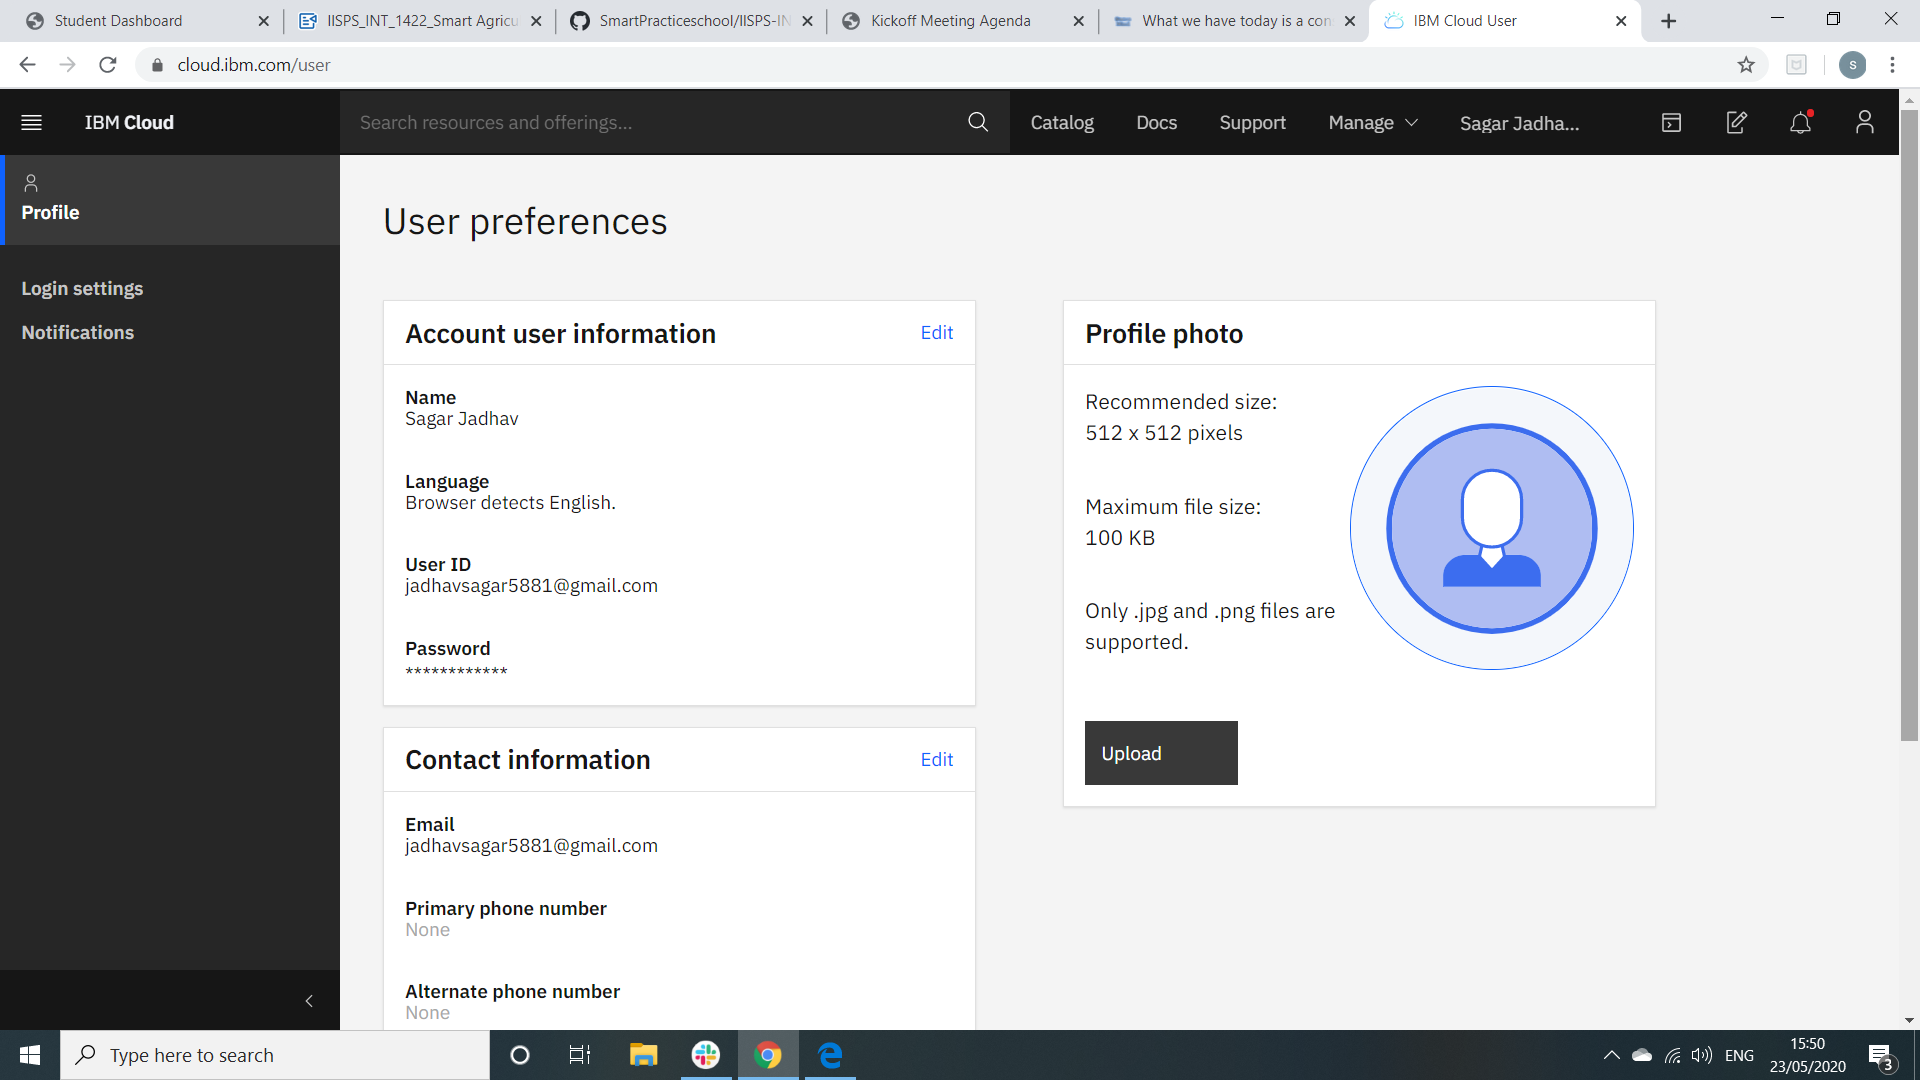 Student Dashboard
IISPS_INT_1422_Smart Agricu
SmartPracticeschool/IISPS-IN
Kickoff Meeting Agenda
What we have today is a con
IBM Cloud User
cloud.ibm.com/user
s
IBM Cloud
Search resources and offerings...
Catalog
Docs
Support
Manage
Sagar Jadha...
Profile
Login settings
Notifications
User preferences
Account user information
Edit
Name
Sagar Jadhav
Language
Browser detects English.
User ID
jadhavsagar5881@gmail.com
Password
************
Contact information
Edit
Email
jadhavsagar5881@gmail.com
Primary phone number
None
Alternate phone number
None
Profile photo
Recommended size:
512 x 512 pixels
Maximum file size:
100 KB
Only .jpg and .png files are
supported.
Upload
Type here to search
ENG
15:50
23/05/2020
3